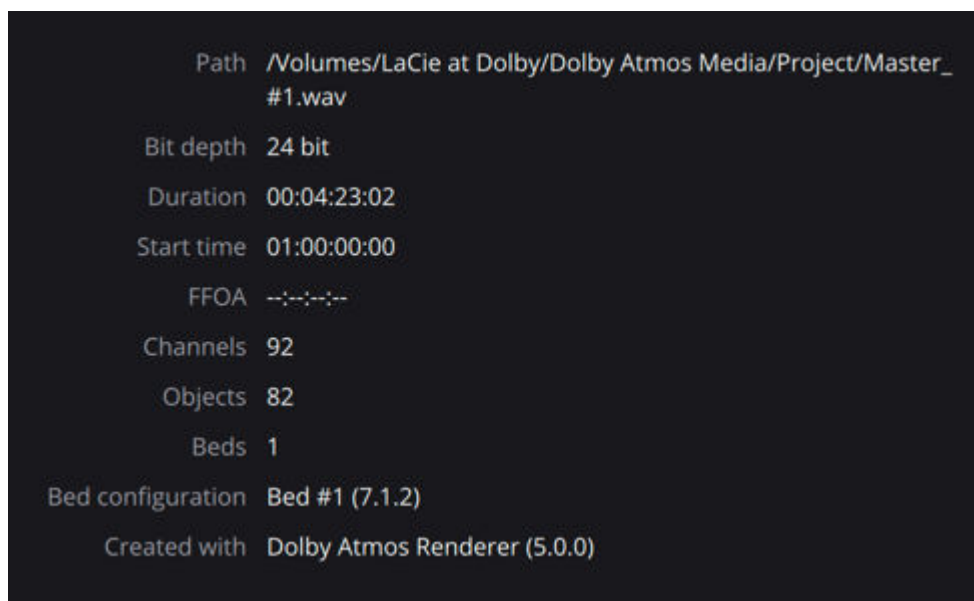 Path /Volumes/LaCie at Dolby/Dolby Atmos Media/Project/Master_
#1.wav
Bit depth 24 bit
Duration 00:04:23:02
Start time 01:00:00:00
FFOA --:--:--:--
Channels 92
Objects 82
Beds 1
Bed configuration Bed #1 (7.1.2)
Created with Dolby Atmos Renderer (5.0.0)